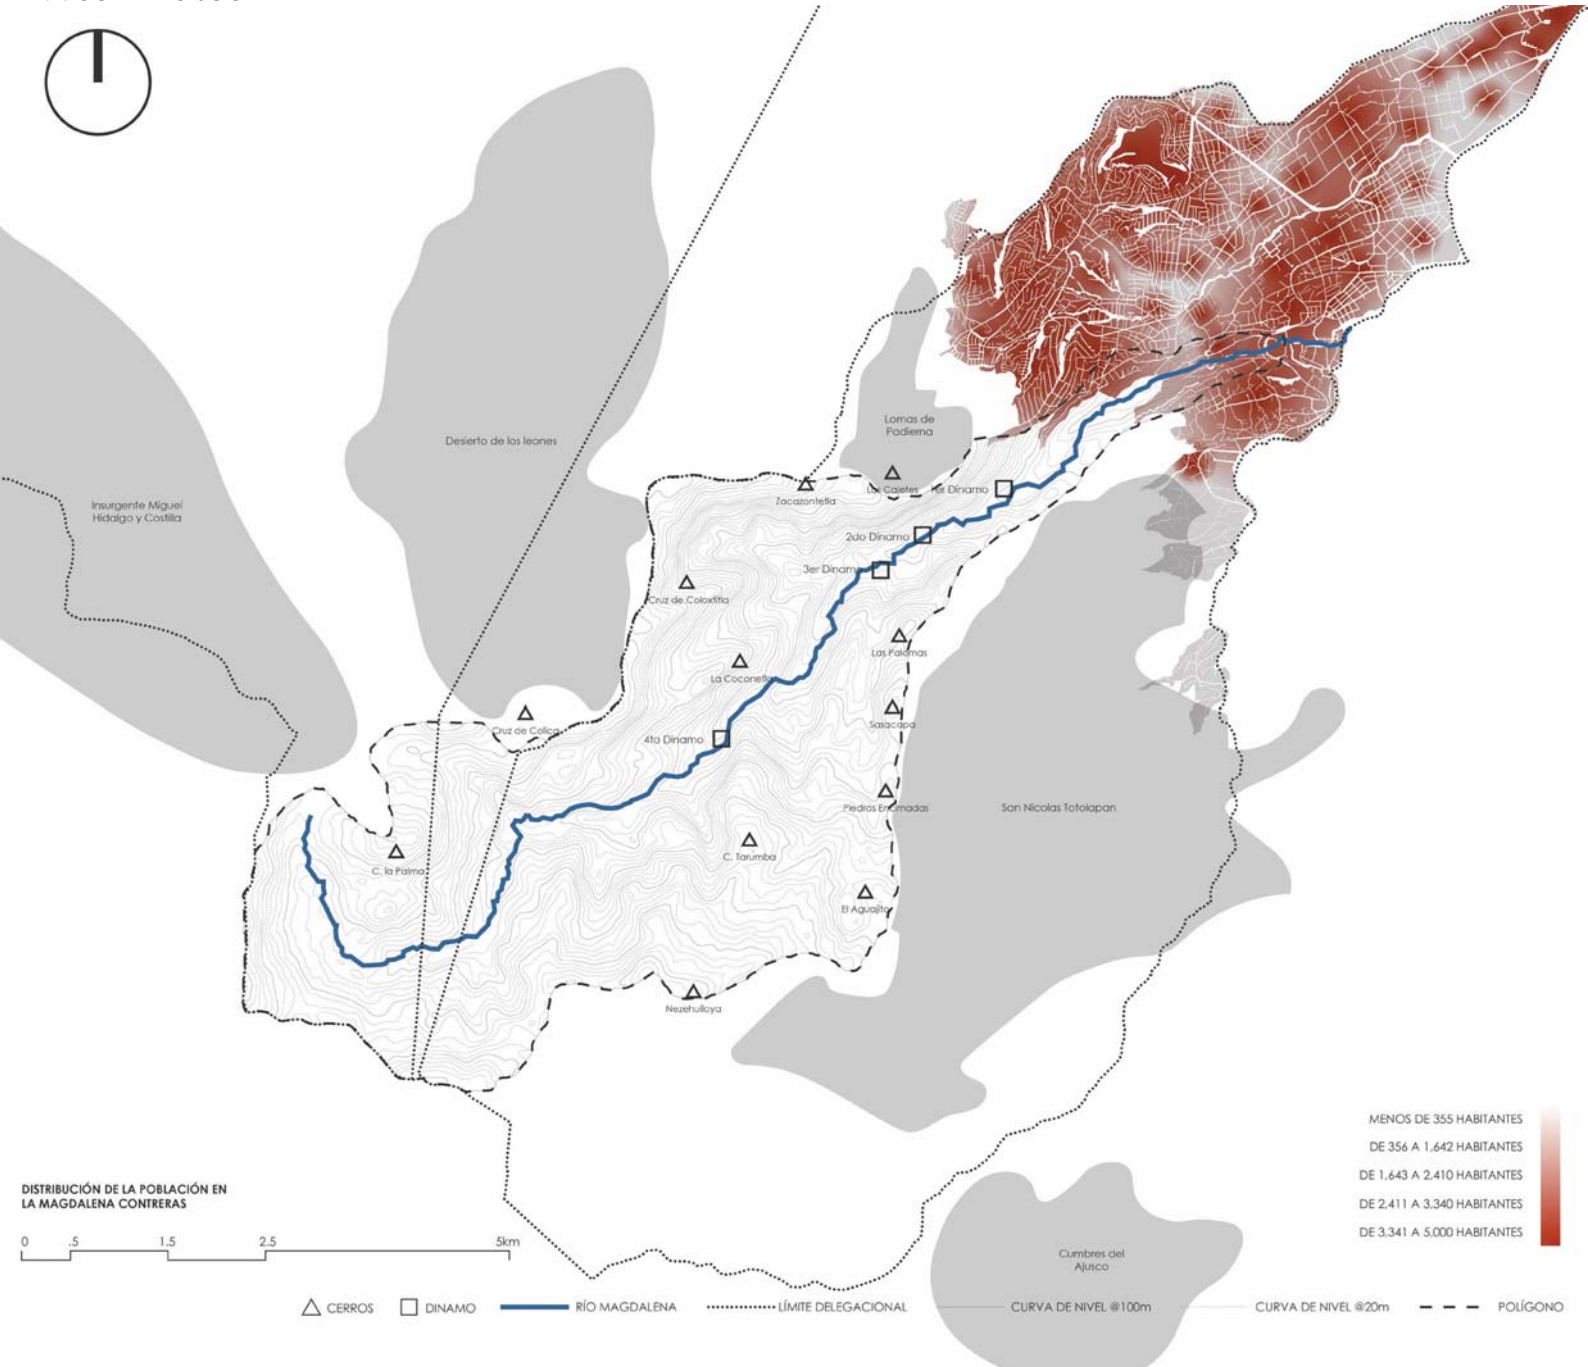 Desierto de los leones
Lomas de
Padierna
Insurgente Miguel
Hidalgo y Costilla
Zacazontetla
Los Cajetes
1er Dinamo
2do Dinamo
3er Dinamo
Cruz de Coloxtitla
Las Palomas
La Coconetla
Sasacapa
Cruz de Colica
4to Dinamo
Piedras Encimadas
San Nicolas Totolapan
C. Tarumba
C. la Palma
El Aguajito
Nezehuiloya
MENOS DE 355 HABITANTES
DE 356 A 1,642 HABITANTES
DE 1,643 A 2,410 HABITANTES
DE 2,411 A 3,340 HABITANTES
DE 3,341 A 5,000 HABITANTES
DISTRIBUCIÓN DE LA POBLACIÓN EN
LA MAGDALENA CONTRERAS
0 .5 1.5 2.5 5km
Cumbres del
Ajusco
CERROS DINAMO RÍO MAGDALENA LÍMITE DELEGACIONAL CURVA DE NIVEL @100m CURVA DE NIVEL @20m POLÍGONO